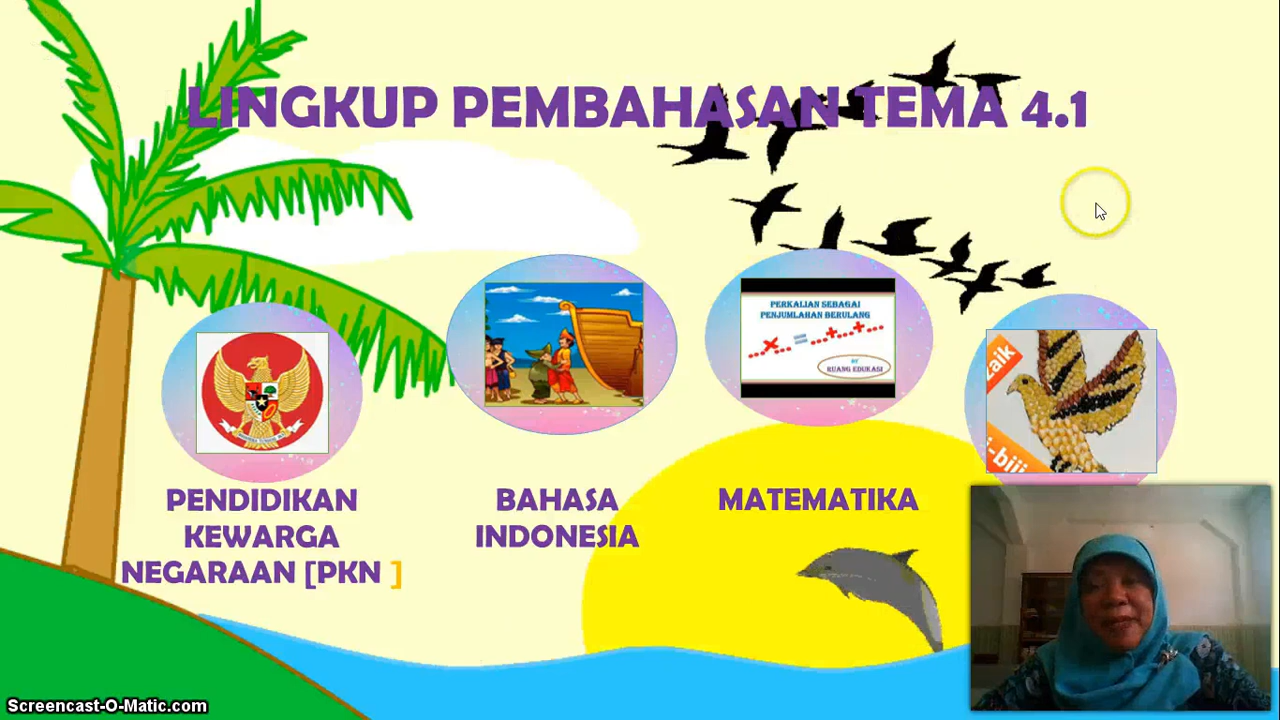 LINGKUP PEMBAHASAN TEMA 4.1
PERKALIAN SEBAGAI
PENJUMLAHAN BERULANG
...×... = ...+...+...
BY
RUANG EDUKASI
PENDIDIKAN
KEWARGA
NEGARAAN [PKN ]
BAHASA
INDONESIA
MATEMATIKA
Screencast-O-Matic.com